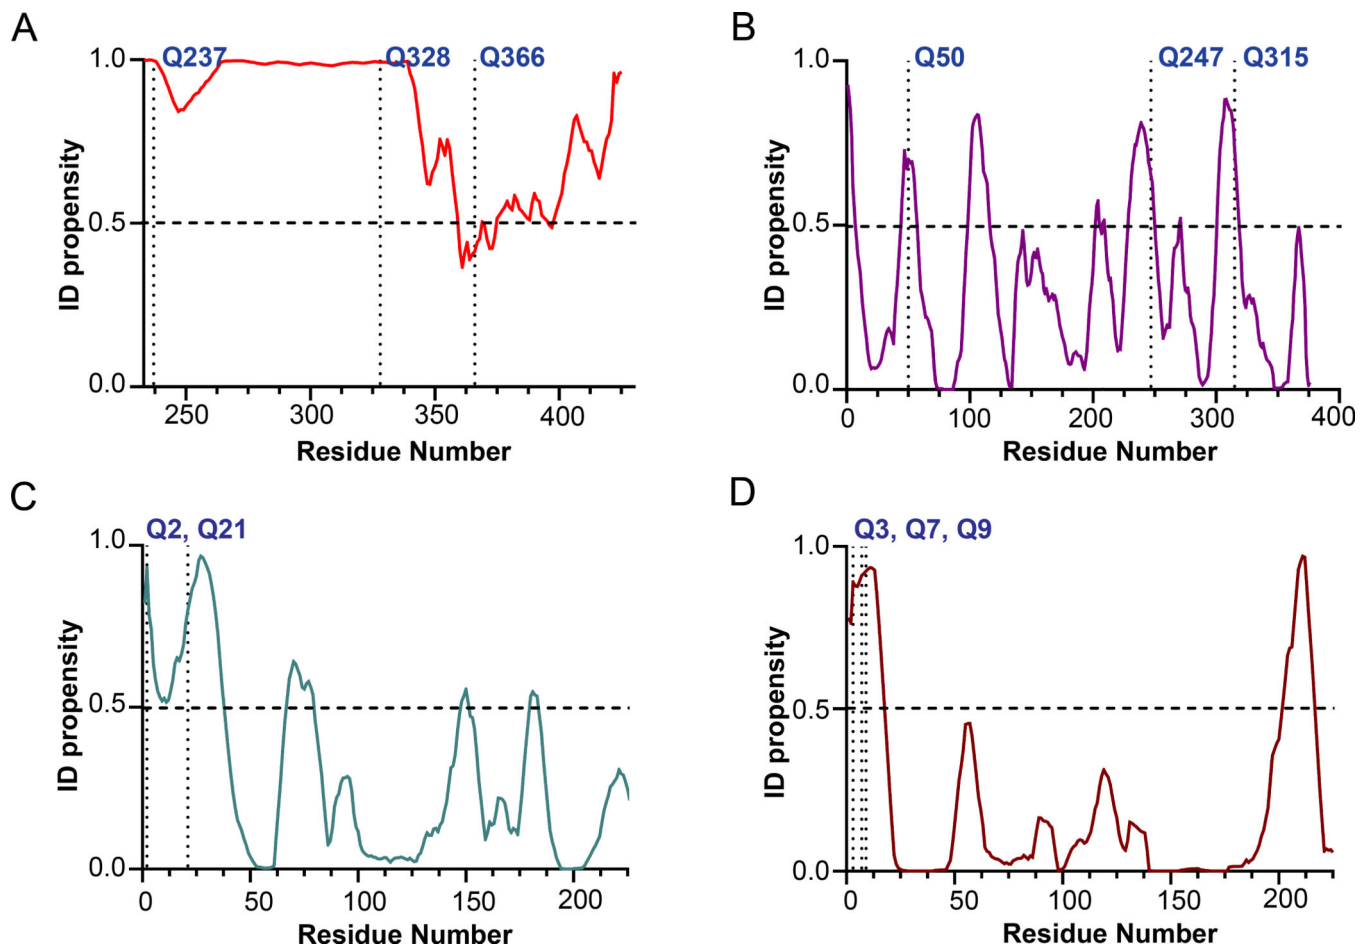 A
Q237 Q328 Q366
1.0
0.5
0.0
ID propensity
250 300 350 400
Residue Number
B
Q50 Q247 Q315
1.0
0.5
0.0
ID propensity
0 100 200 300 400
Residue Number
C
Q2, Q21
1.0
0.5
0.0
ID propensity
0 50 100 150 200
Residue Number
D
Q3, Q7, Q9
1.0
0.5
0.0
ID propensity
0 50 100 150 200
Residue Number